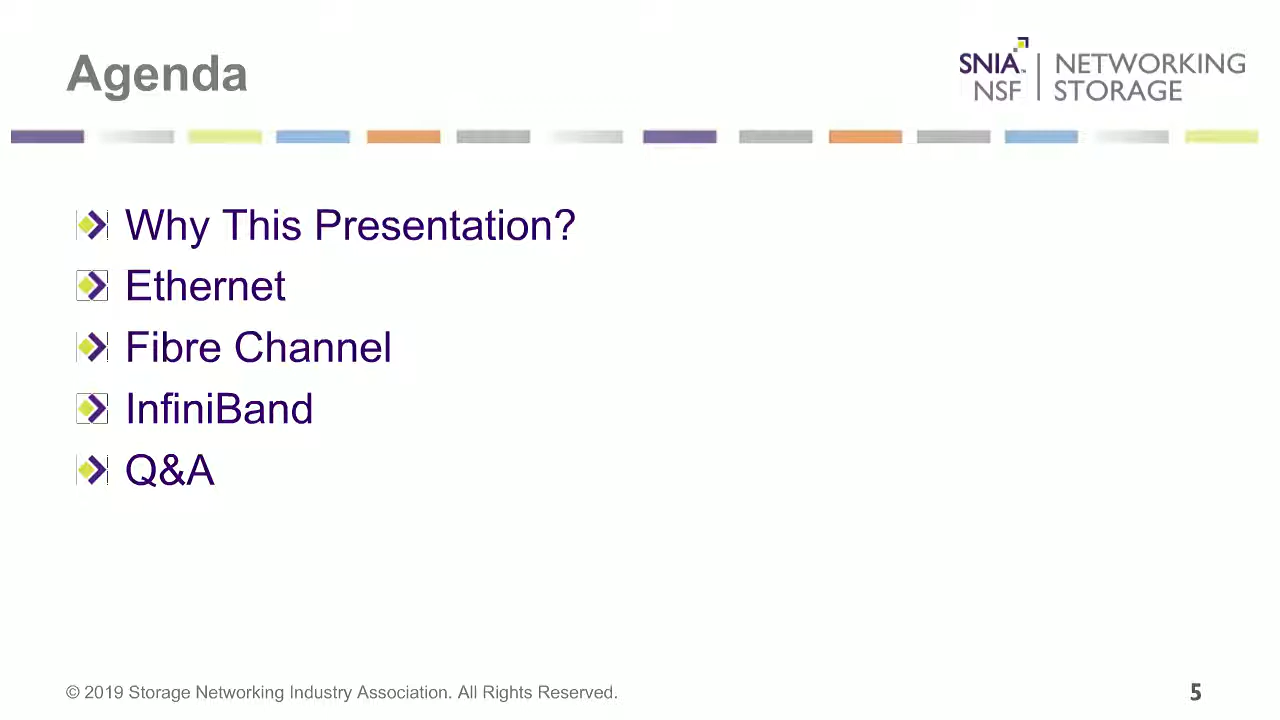 Agenda
SNIA™ NSF | NETWORKING STORAGE
Why This Presentation?
Ethernet
Fibre Channel
InfiniBand
Q&A
© 2019 Storage Networking Industry Association. All Rights Reserved.
5